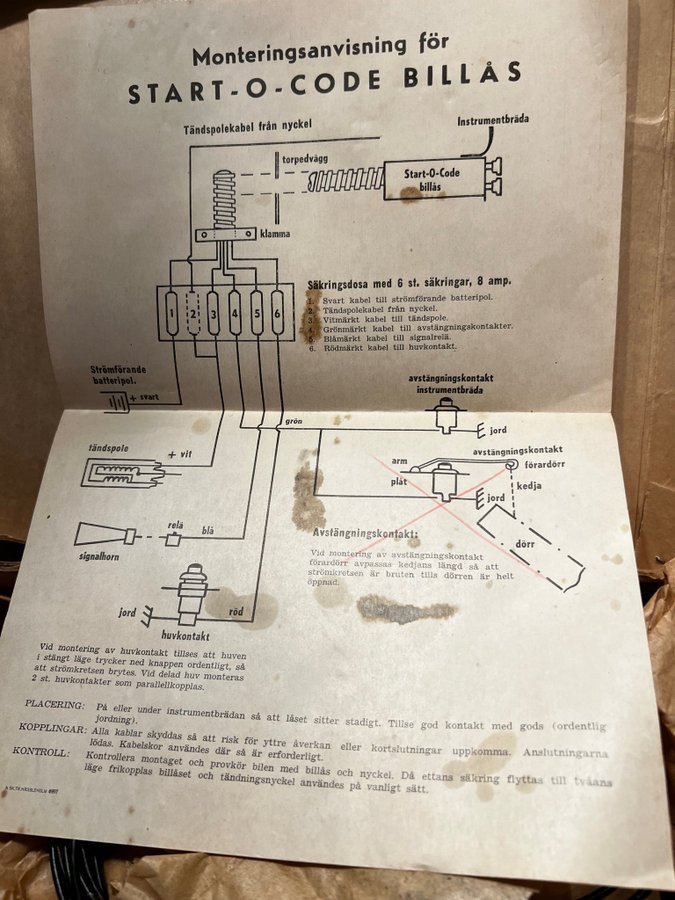 Monteringsanvisning för
START-O-CODE BILLÅS
Tändspolekabel från nyckel
Instrumentbräda
torpedvägg
Start-O-Code
billås
klamma
Säkringsdosa med 6 st. säkringar, 8 amp.
1. Svart kabel till strömförande batteripol.
2. Tändspolekabel från nyckel.
3. Vitmärkt kabel till tändspole.
4. Grönmärkt kabel till avstängningskontakter.
5. Blåmärkt kabel till signalrelä.
6. Rödmärkt kabel till huvkontakt.
1 2 3 4 5 6
Strömförande
batteripol.
+ svart
avstängningskontakt
instrumentbräda
grön
jord
tändspole
+ vit
avstängningskontakt
arm
förardörr
plåt
kedja
jord
relä
blå
signalhorn
dörr
Avstängningskontakt:
Vid montering av avstängningskontakt
förardörr avpassas kedjans längd så att
strömkretsen är bruten tills dörren är helt
öppnad.
jord
röd
huvkontakt
Vid montering av huvkontakt tillses att huven
i stängt läge trycker ned knappen ordentligt, så
att strömkretsen brytes. Vid delad huv monteras
2 st. huvkontakter som parallellkopplas.
PLACERING: På eller under instrumentbrädan så att låset sitter stadigt. Tillse god kontakt med gods (ordentlig
jordning).
KOPPLINGAR: Alla kablar skyddas så att risk för yttre åverkan eller kortslutningar uppkomma. Anslutningarna
lödas. Kabelskor användes där så är erforderligt.
KONTROLL: Kontrollera montaget och provkör bilen med billås och nyckel. Då ettans säkring flyttas till tvåans
läge frikopplas billåset och tändningsnyckel användes på vanligt sätt.